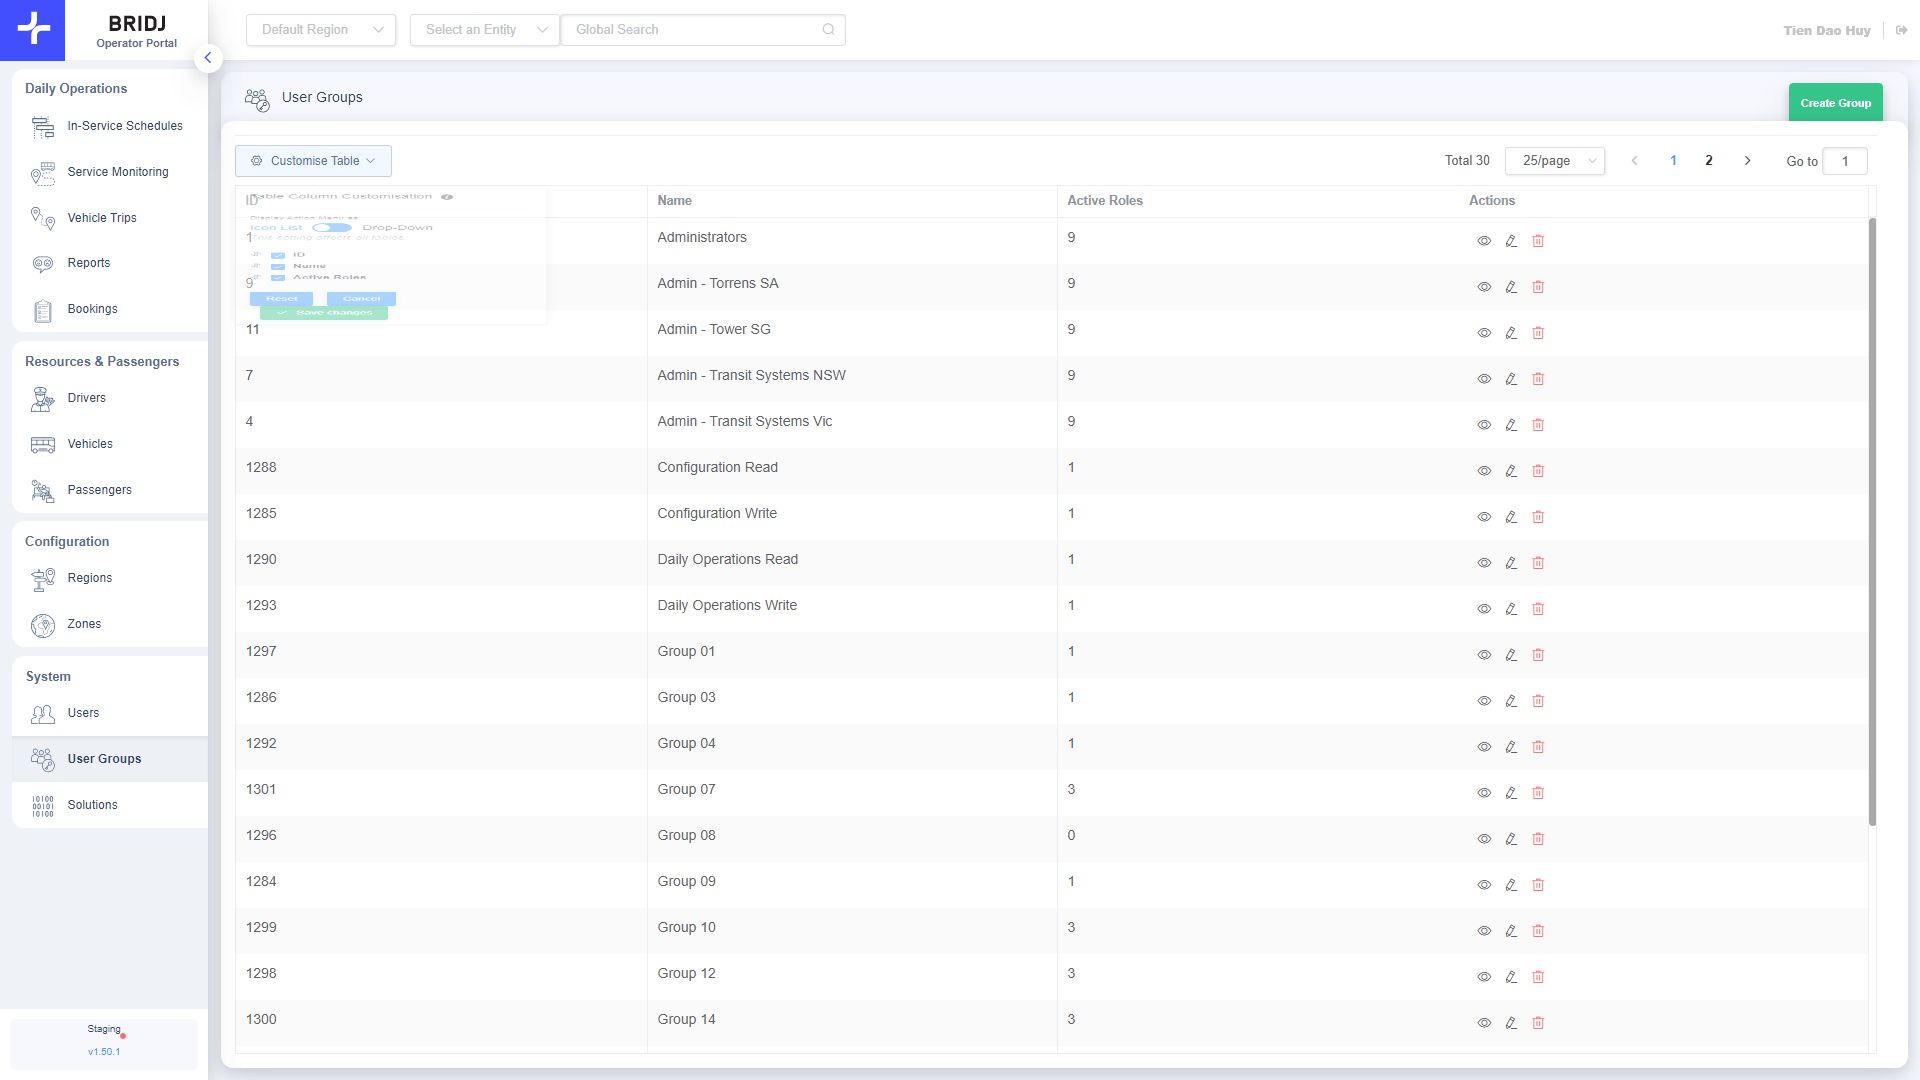 BRIDJ
Operator Portal
Default Region
Select an Entity
Global Search
Tien Dao Huy
Daily Operations
In-Service Schedules
Service Monitoring
Vehicle Trips
Reports
Bookings
Resources & Passengers
Drivers
Vehicles
Passengers
Configuration
Regions
Zones
System
Users
User Groups
10100
00101
10100
Solutions
Staging
v1.50.1
User Groups
Create Group
Customise Table
Total 30
25/page
1
2
Go to
1
Table Column Customisation
Display Action Menu as
Icon List
Drop-Down
This setting affects all tables.
ID
Name
Active Roles
Reset
Cancel
Save changes
ID Name Active Roles Actions
1 Administrators 9
9 Admin - Torrens SA 9
11 Admin - Tower SG 9
7 Admin - Transit Systems NSW 9
4 Admin - Transit Systems Vic 9
1288 Configuration Read 1
1285 Configuration Write 1
1290 Daily Operations Read 1
1293 Daily Operations Write 1
1297 Group 01 1
1286 Group 03 1
1292 Group 04 1
1301 Group 07 3
1296 Group 08 0
1284 Group 09 1
1299 Group 10 3
1298 Group 12 3
1300 Group 14 3